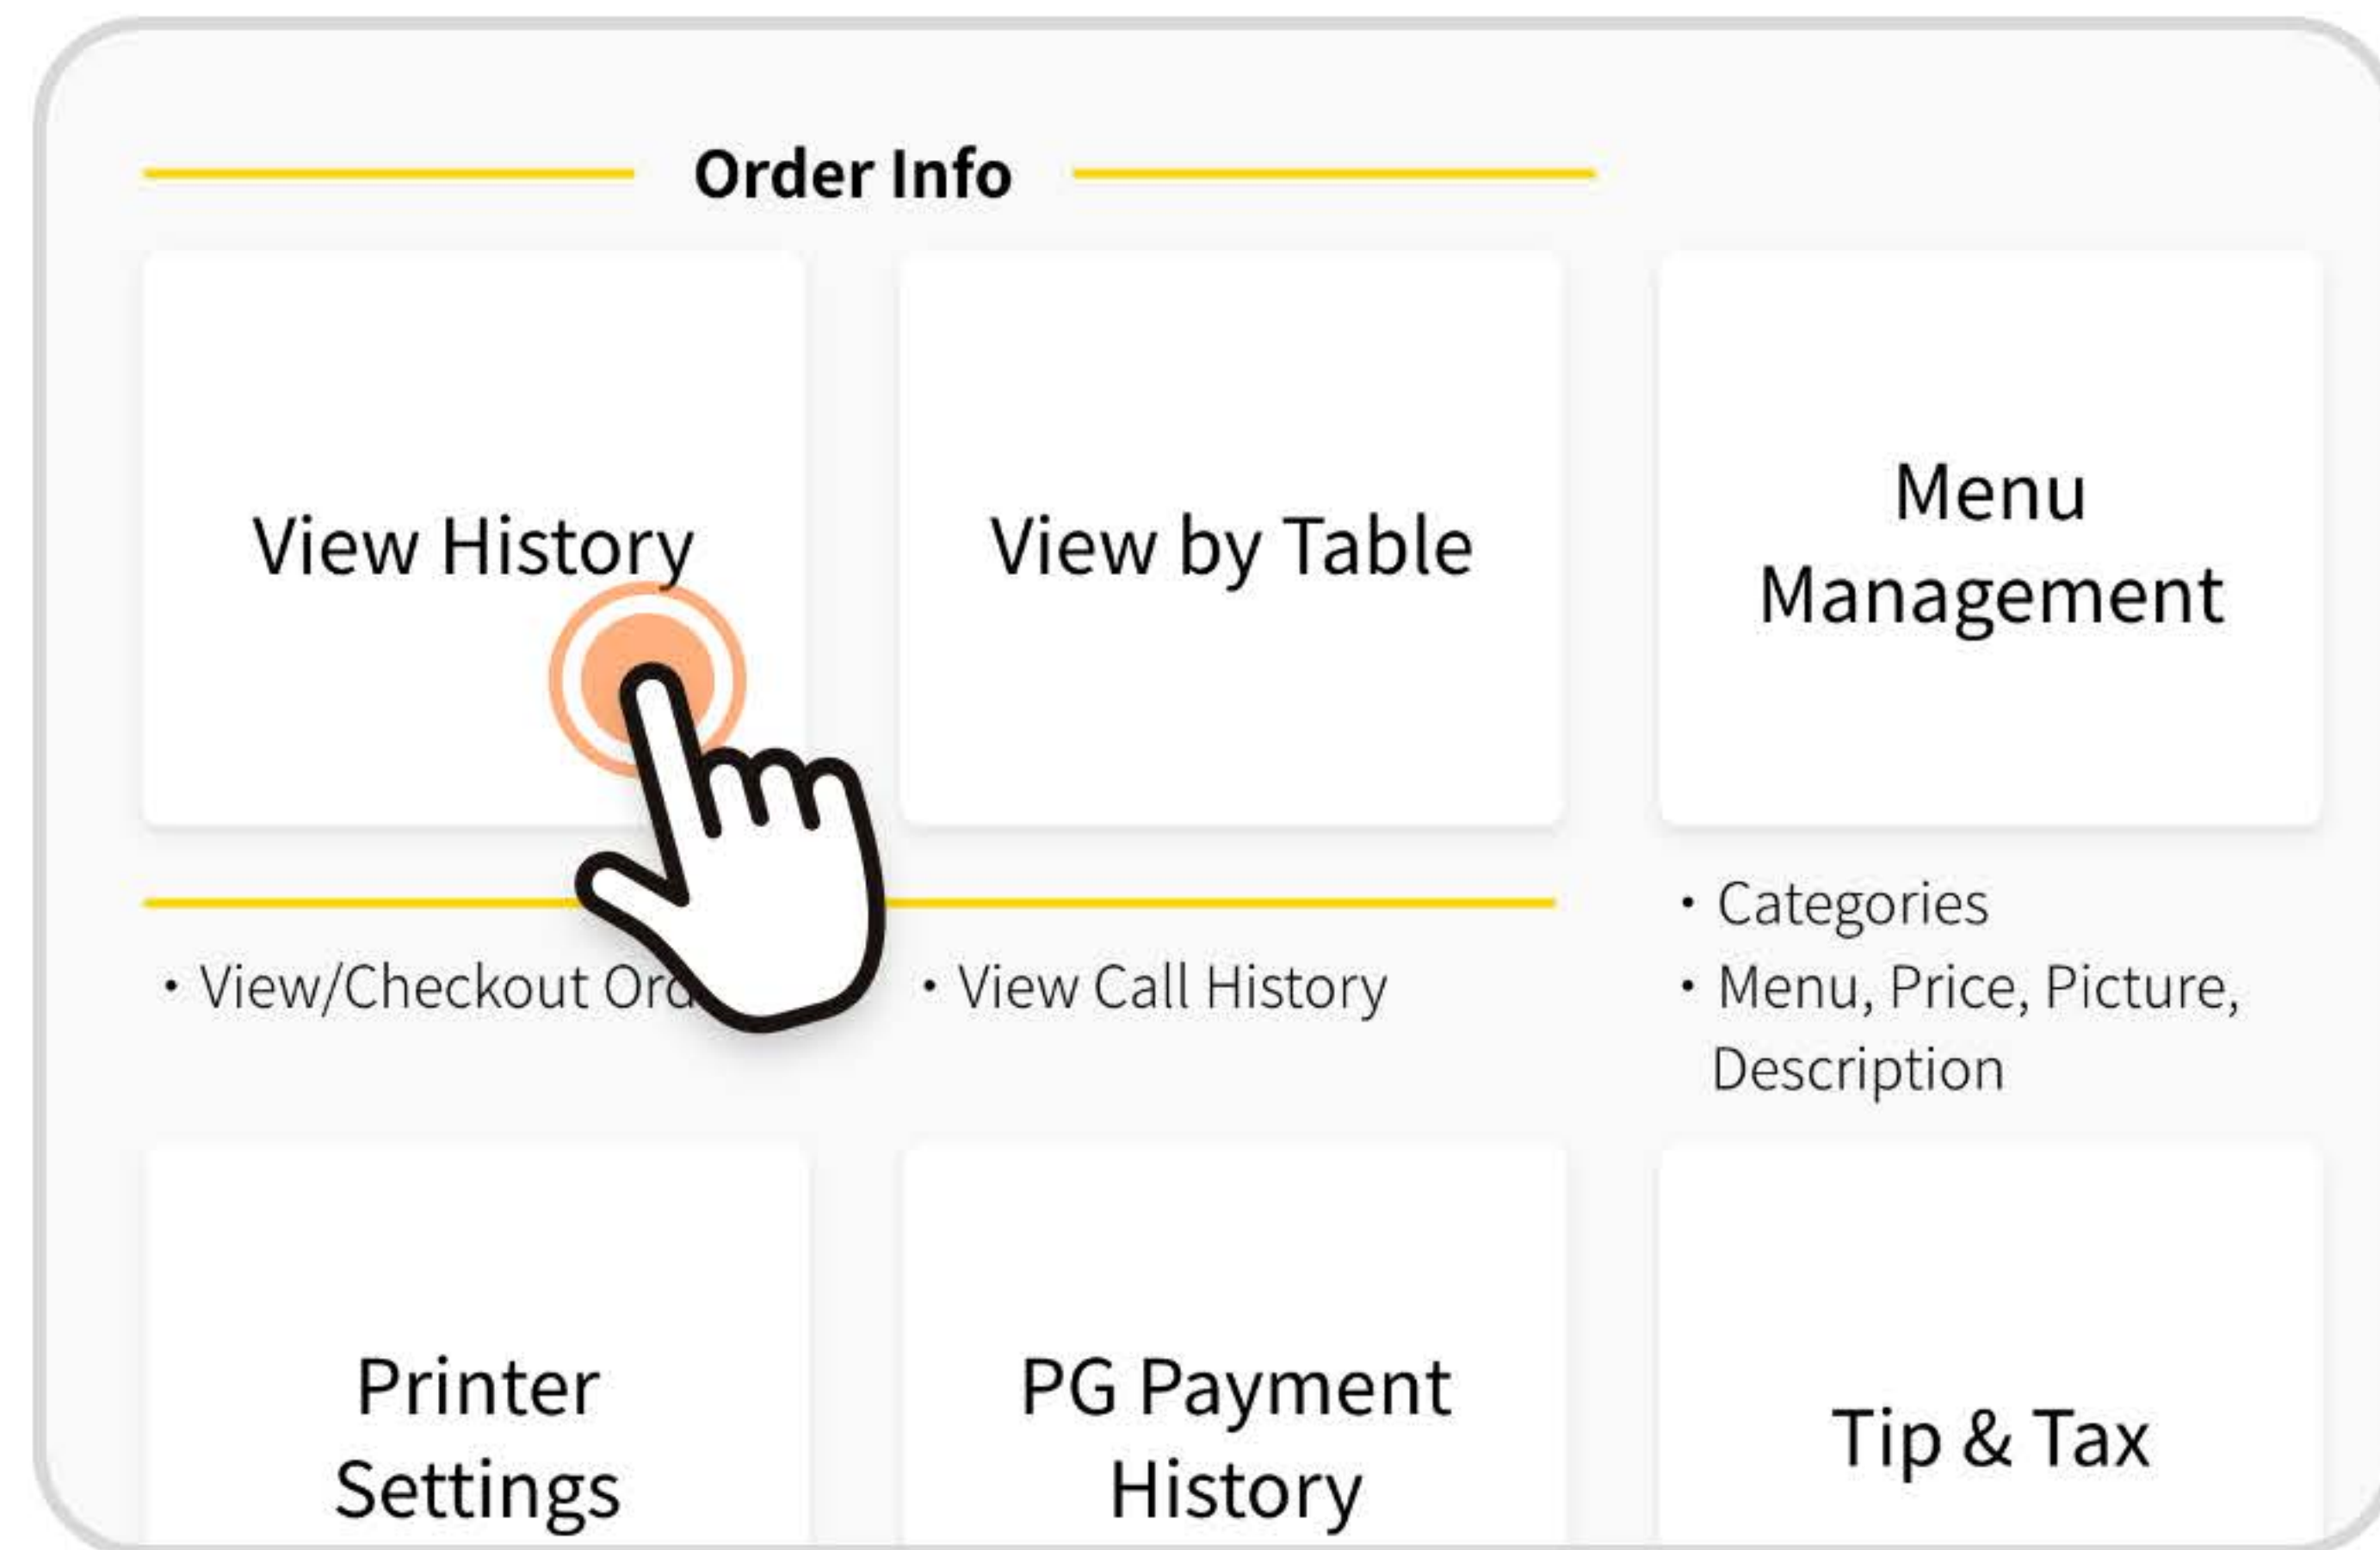 Order Info
View History
View by Table
Menu
Management
・View/Checkout
・View Call History
・Categories
・Menu, Price, Picture,
Description
Printer
Settings
PG Payment
History
Tip & Tax